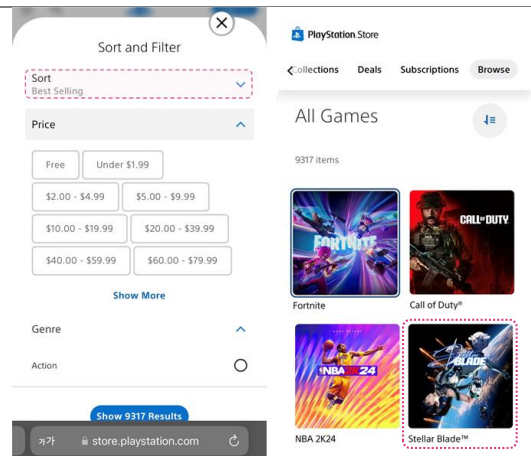 Sort and Filter
Sort
Best Selling
Price
Free
Under $1.99
$2.00 - $4.99
$5.00 - $9.99
$10.00 - $19.99
$20.00 - $39.99
$40.00 - $59.99
$60.00 - $79.99
Show More
Genre
Action
Show 9317 Results
가가 store.playstation.com
PlayStation Store
Collections Deals Subscriptions Browse
All Games
9317 items
FORTNITE
CALL OF DUTY
Fortnite
Call of Duty®
NBA 2K24
STELLAR BLADE
NBA 2K24
Stellar Blade™